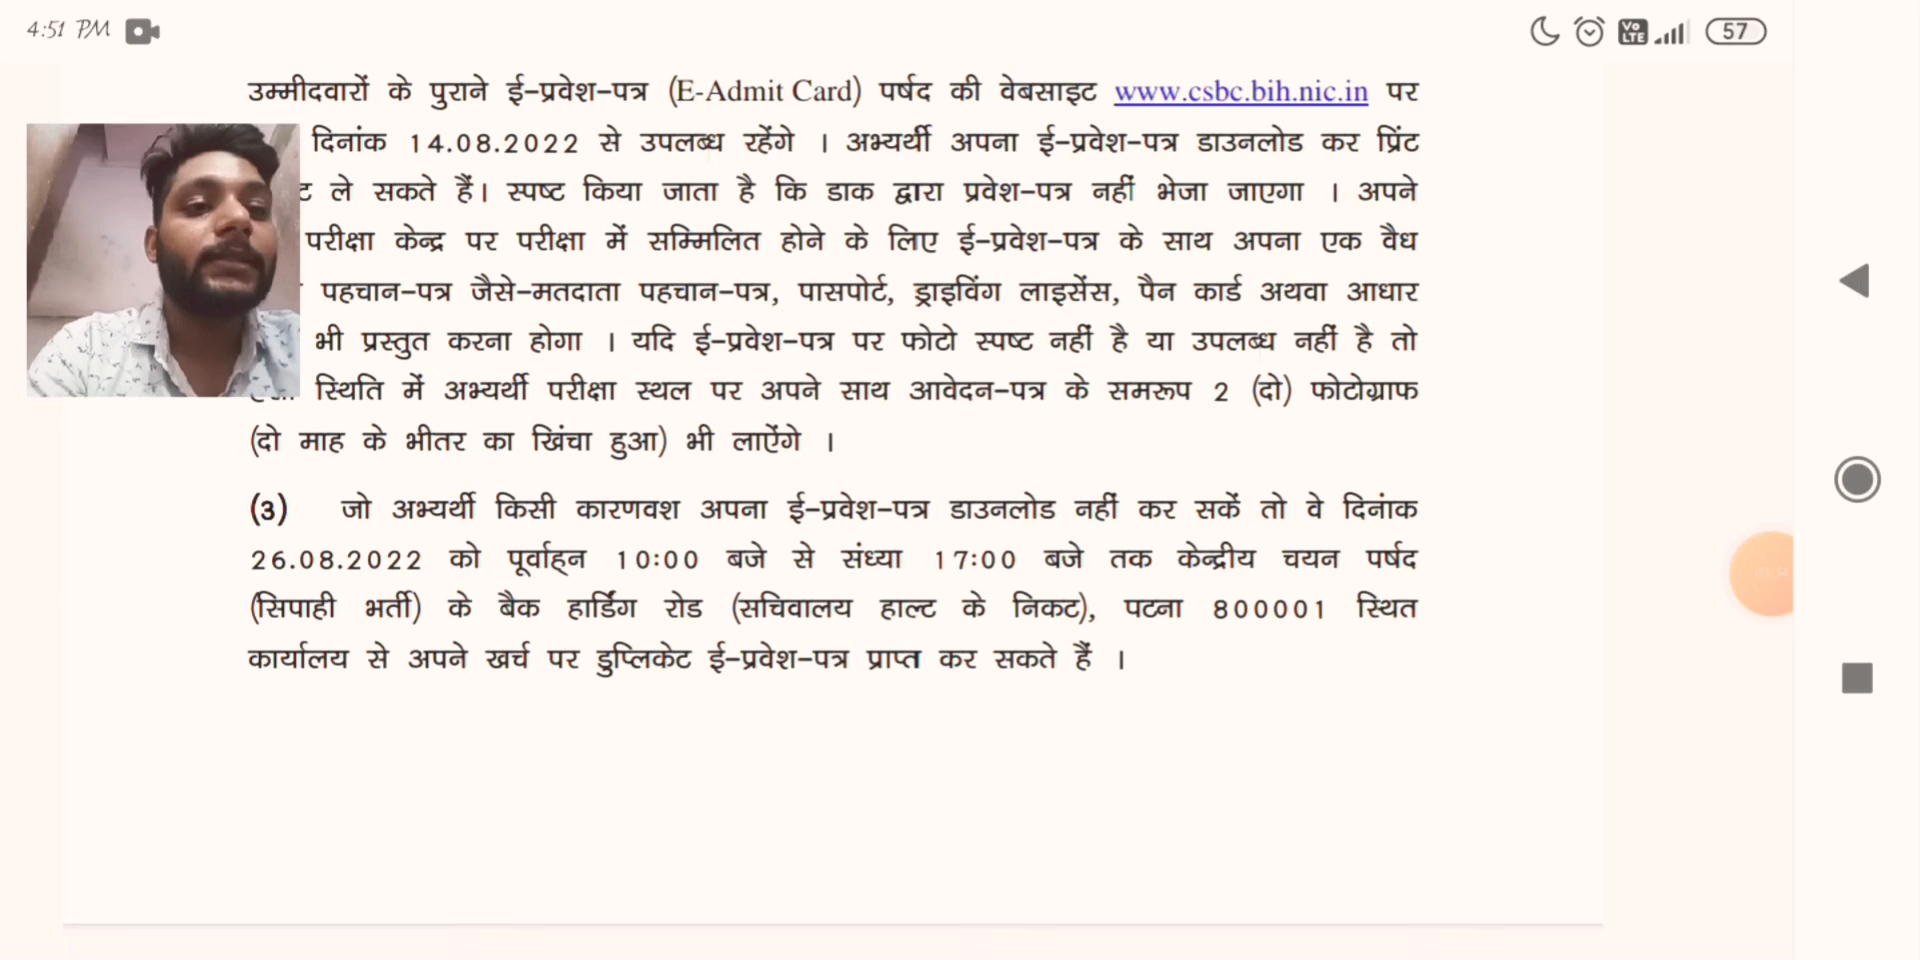 4:51 PM
Vo LTE
57
उम्मीदवारों के पुराने ई-प्रवेश-पत्र (E-Admit Card) पर्षद की वेबसाइट www.csbc.bih.nic.in पर
दिनांक 14.08.2022 से उपलब्ध रहेंगे । अभ्यर्थी अपना ई-प्रवेश-पत्र डाउनलोड कर प्रिंट
ले सकते हैं। स्पष्ट किया जाता है कि डाक द्वारा प्रवेश-पत्र नहीं भेजा जाएगा । अपने
परीक्षा केन्द्र पर परीक्षा में सम्मिलित होने के लिए ई-प्रवेश-पत्र के साथ अपना एक वैध
पहचान-पत्र जैसे-मतदाता पहचान-पत्र, पासपोर्ट, ड्राइविंग लाइसेंस, पैन कार्ड अथवा आधार
भी प्रस्तुत करना होगा । यदि ई-प्रवेश-पत्र पर फोटो स्पष्ट नहीं है या उपलब्ध नहीं है तो
स्थिति में अभ्यर्थी परीक्षा स्थल पर अपने साथ आवेदन-पत्र के समरूप 2 (दो) फोटोग्राफ
(दो माह के भीतर का खिंचा हुआ) भी लाऐंगे ।
(3) जो अभ्यर्थी किसी कारणवश अपना ई-प्रवेश-पत्र डाउनलोड नहीं कर सकें तो वे दिनांक
26.08.2022 को पूर्वाह्न 10:00 बजे से संध्या 17:00 बजे तक केन्द्रीय चयन पर्षद
(सिपाही भर्ती) के बैक हार्डिंग रोड (सचिवालय हाल्ट के निकट), पटना 800001 स्थित
कार्यालय से अपने खर्च पर डुप्लिकेट ई-प्रवेश-पत्र प्राप्त कर सकते हैं ।